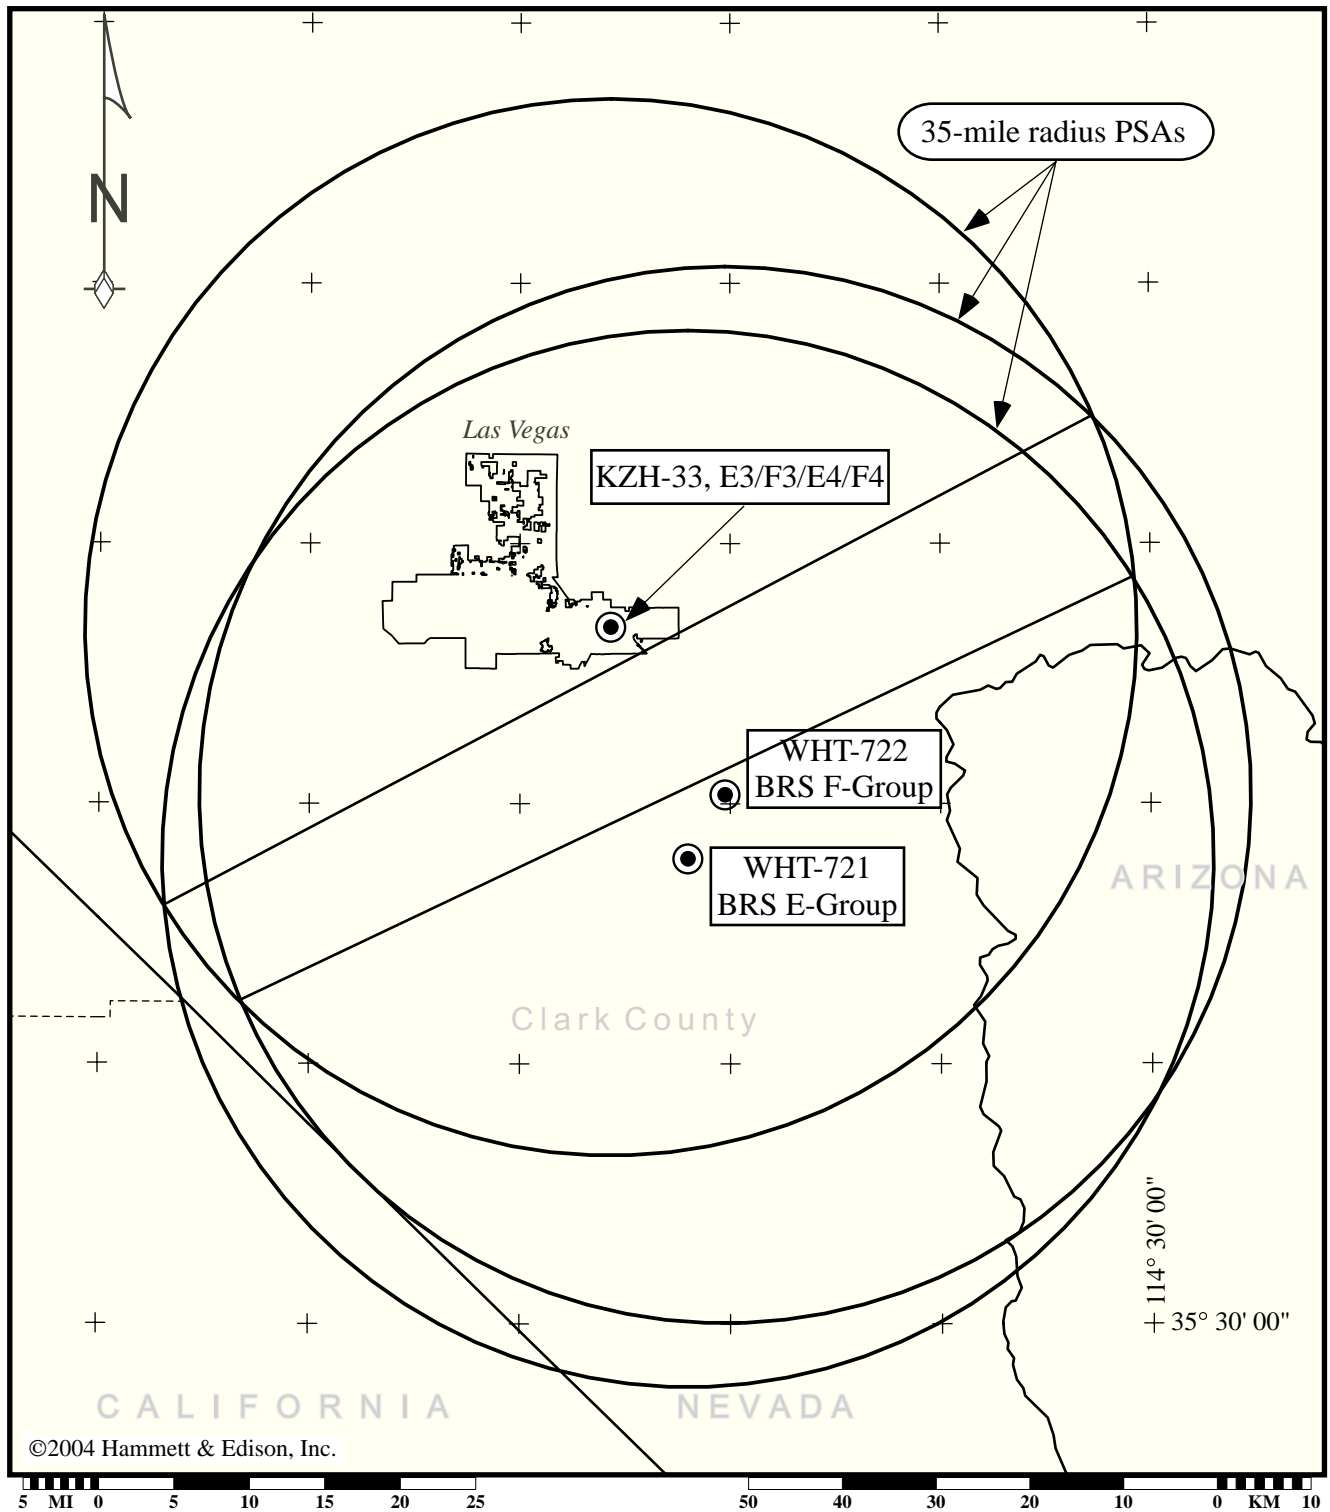 35-mile radius PSAs
N
Las Vegas
KZH-33, E3/F3/E4/F4
WHT-722
BRS F-Group
WHT-721
BRS E-Group
ARIZONA
Clark County
114° 30' 00"
35° 30' 00"
CALIFORNIA
NEVADA
©2004 Hammett & Edison, Inc.
5 MI 0 5 10 15 20 25
50 40 30 20 10 0 KM 10